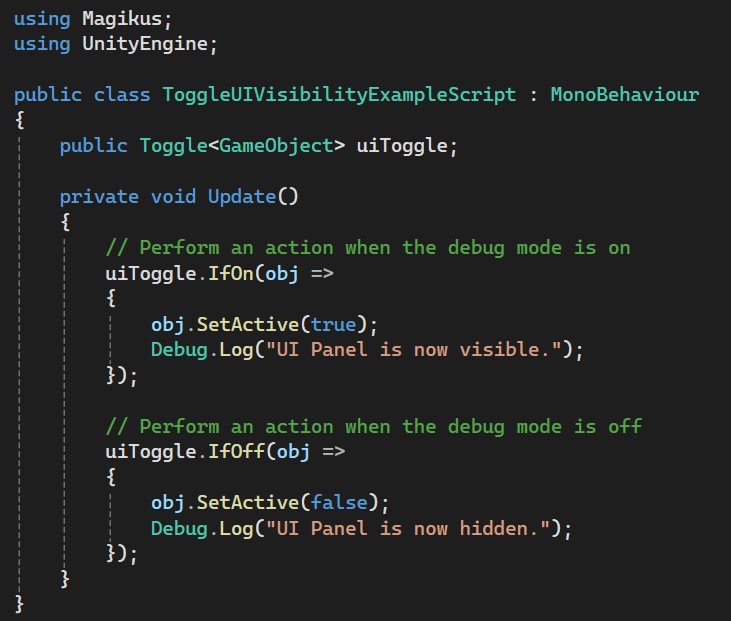 using Magikus;
using UnityEngine;

public class ToggleUIVisibilityExampleScript : MonoBehaviour
{
    public Toggle<GameObject> uiToggle;

    private void Update()
    {
        // Perform an action when the debug mode is on
        uiToggle.IfOn(obj =>
        {
            obj.SetActive(true);
            Debug.Log("UI Panel is now visible.");
        });

        // Perform an action when the debug mode is off
        uiToggle.IfOff(obj =>
        {
            obj.SetActive(false);
            Debug.Log("UI Panel is now hidden.");
        });
    }
}